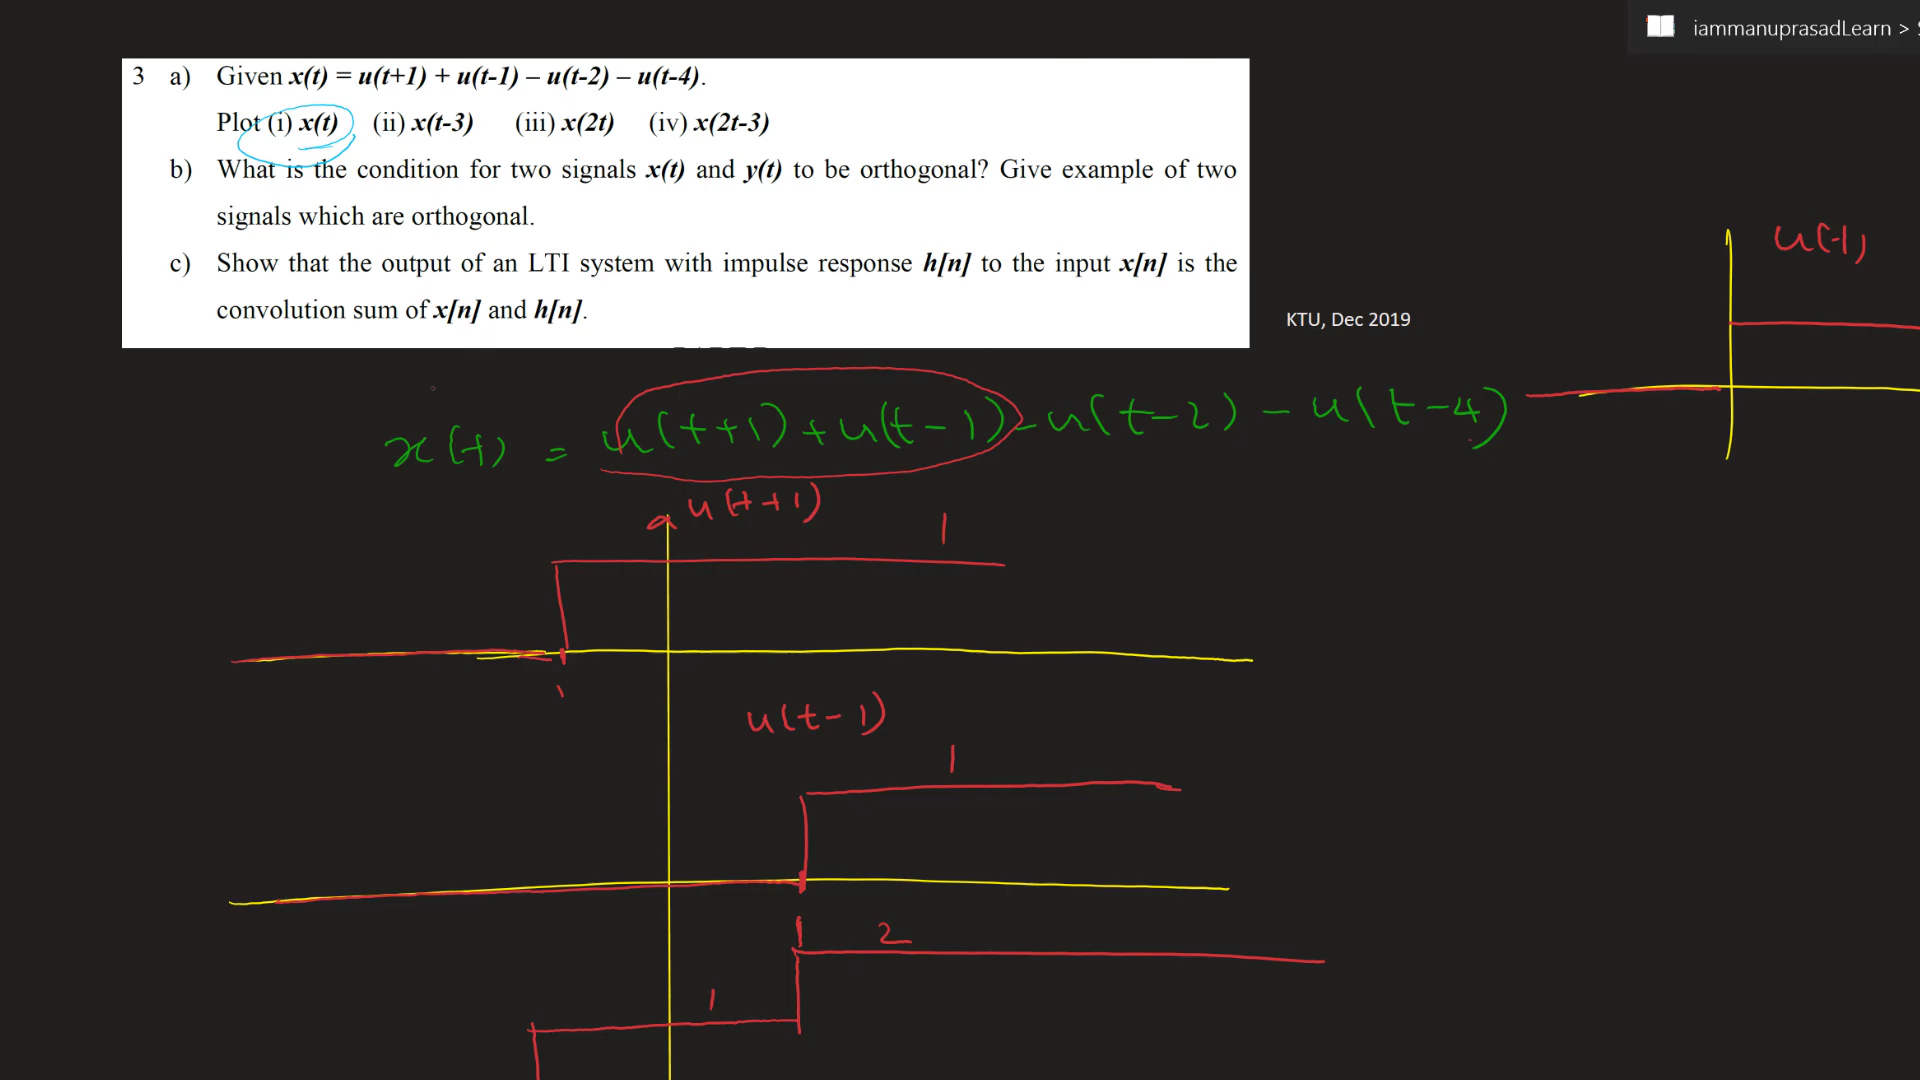 iammanuprasadLearn >
3 a) Given x(t) = u(t+1) + u(t-1) – u(t-2) – u(t-4).
Plot (i) x(t) (ii) x(t-3) (iii) x(2t) (iv) x(2t-3)
b) What is the condition for two signals x(t) and y(t) to be orthogonal? Give example of two
signals which are orthogonal.
c) Show that the output of an LTI system with impulse response h[n] to the input x[n] is the
convolution sum of x[n] and h[n].
KTU, Dec 2019
x(t) = u(t+1) + u(t-1) - u(t-2) - u(t-4)
u(t+1)
1
u(t-1)
1
1
2
1